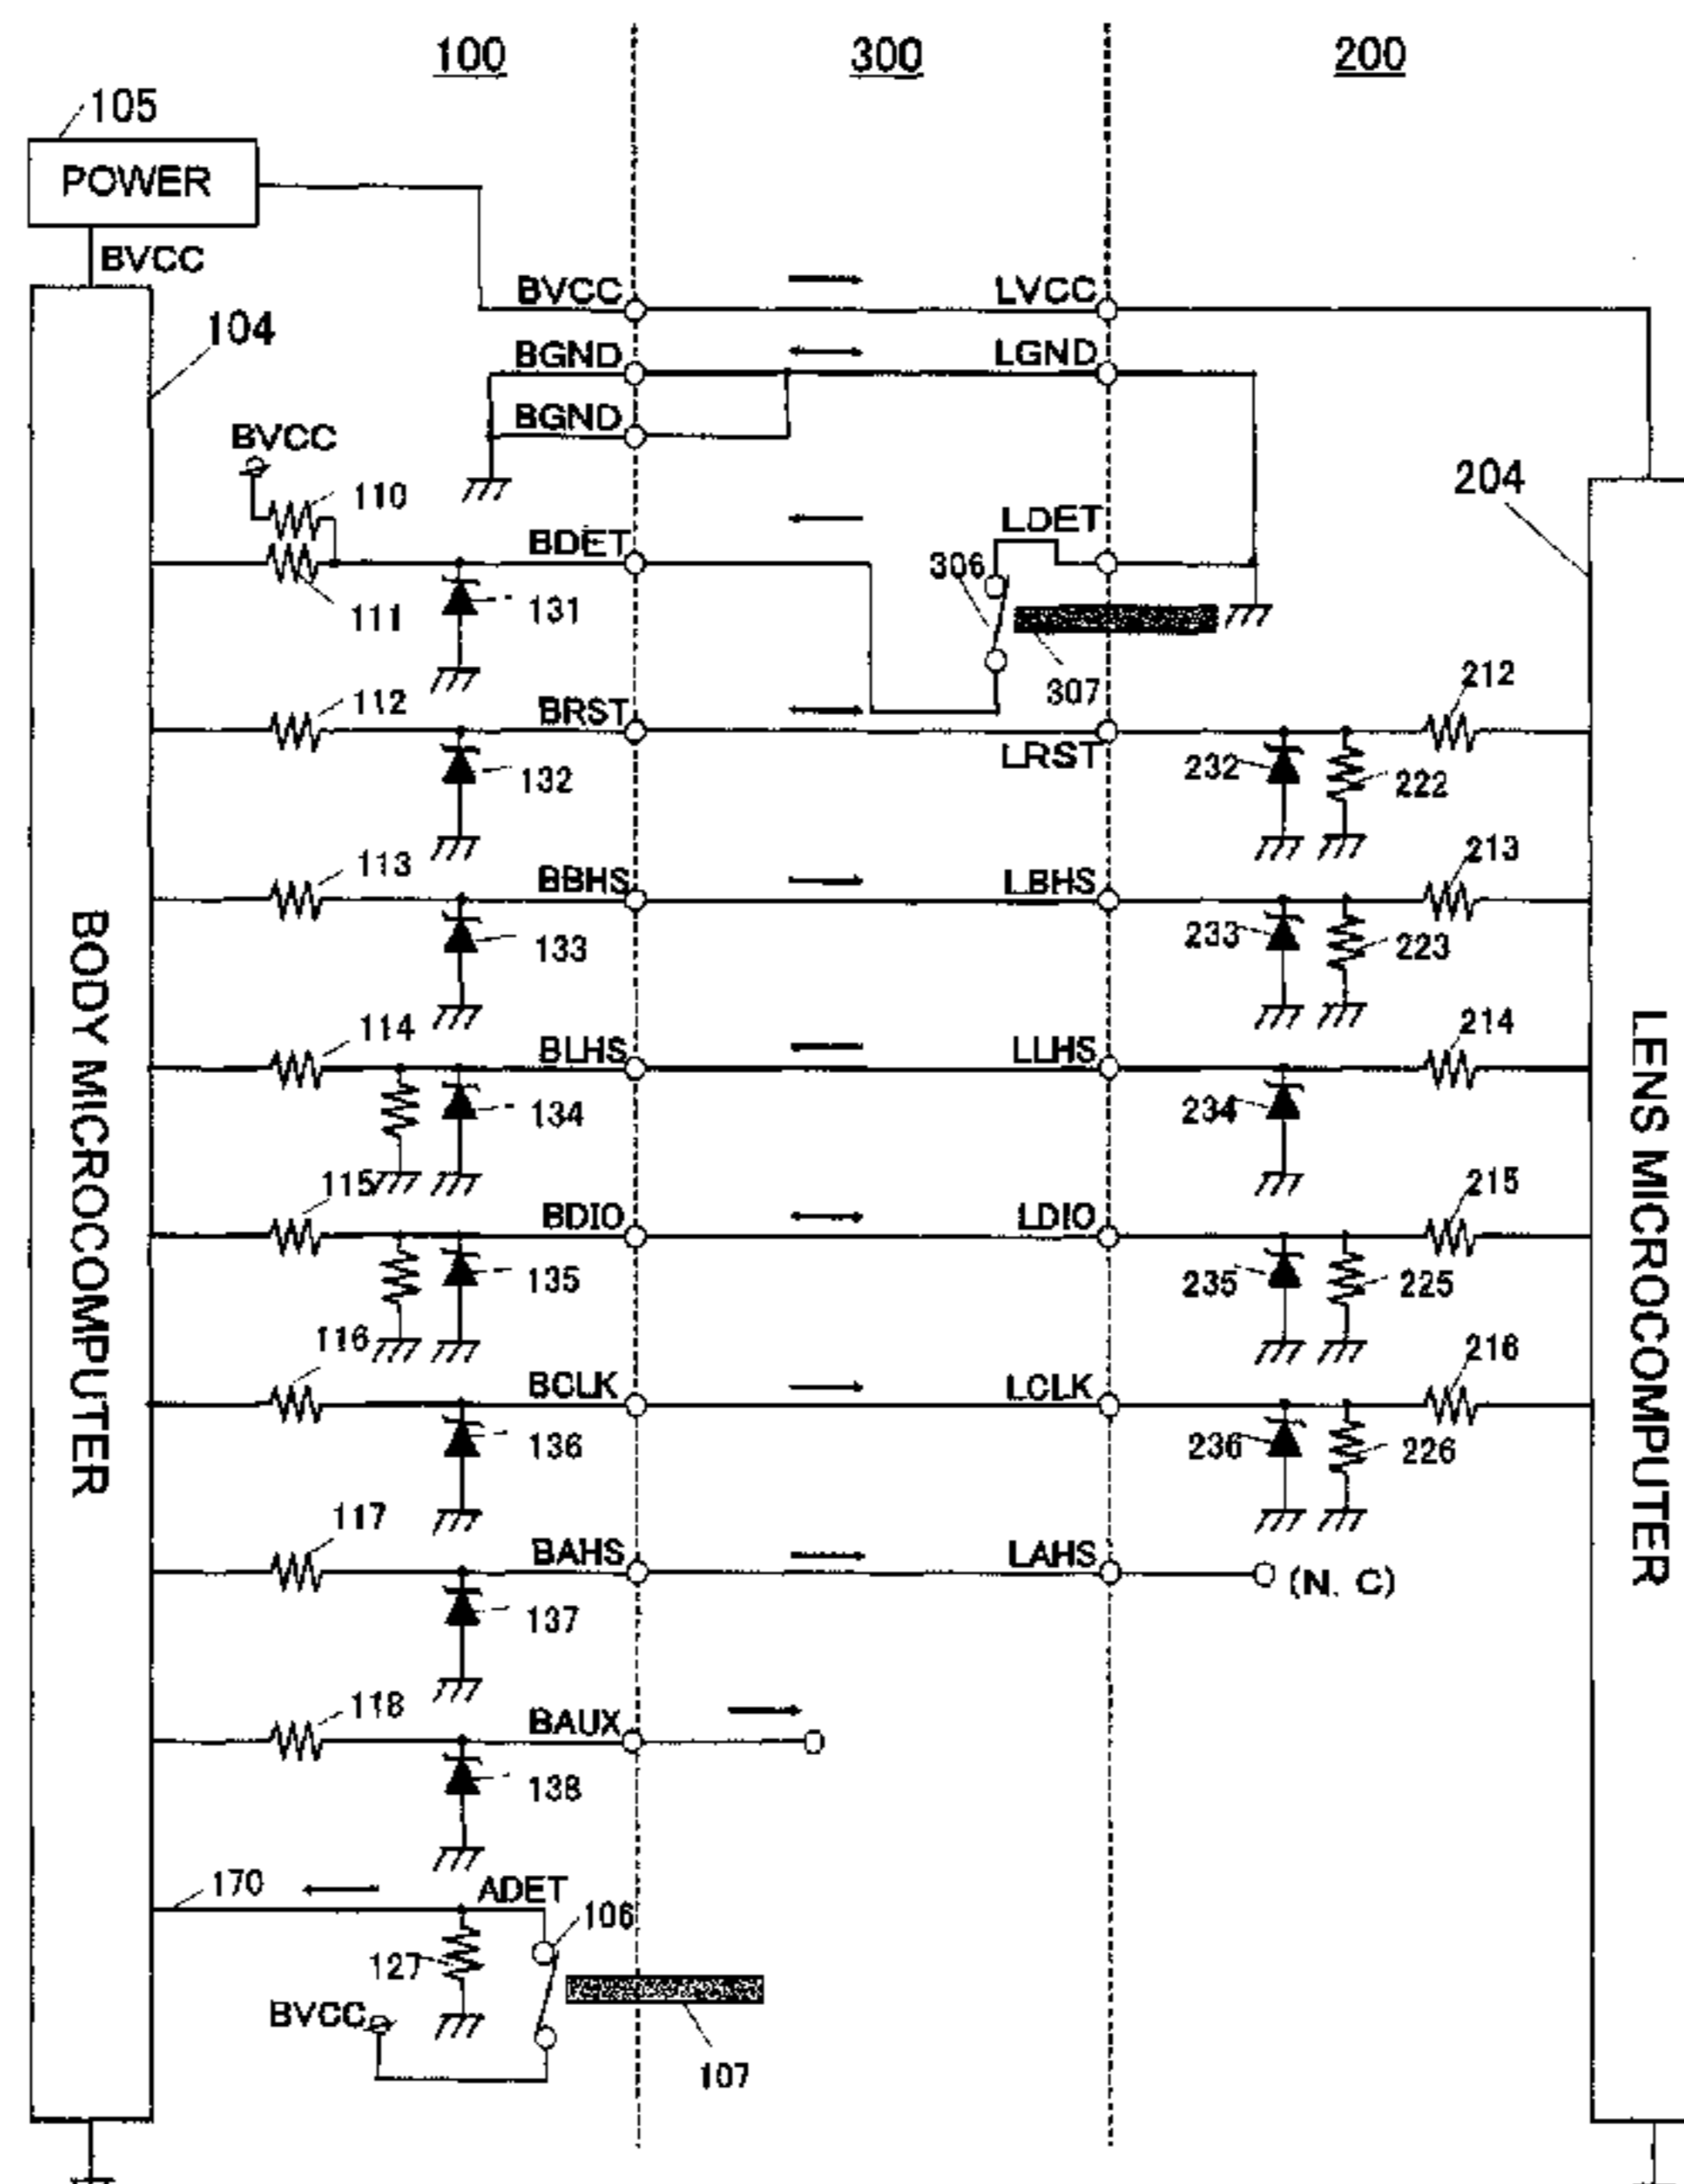 100 300 200
105
POWER
BVCC
104
BVCC LVCC
BGND LGND
BGND
BVCC
110
204
BDET LDET
306
111 131
307
112 BRST LRST 212
132 232 222
113 BBHS LBHS 213
133 233 223
114 BLHS LLHS 214
134 234
115 BDIO LDIO 215
135 235 225
116 BCLK LCLK 216
136 236 226
117 BAHS LAHS (N. C)
137
118 BAUX
138
170 ADET 106
127
BVCC
107
BODY MICROCOMPUTER
LENS MICROCOMPUTER